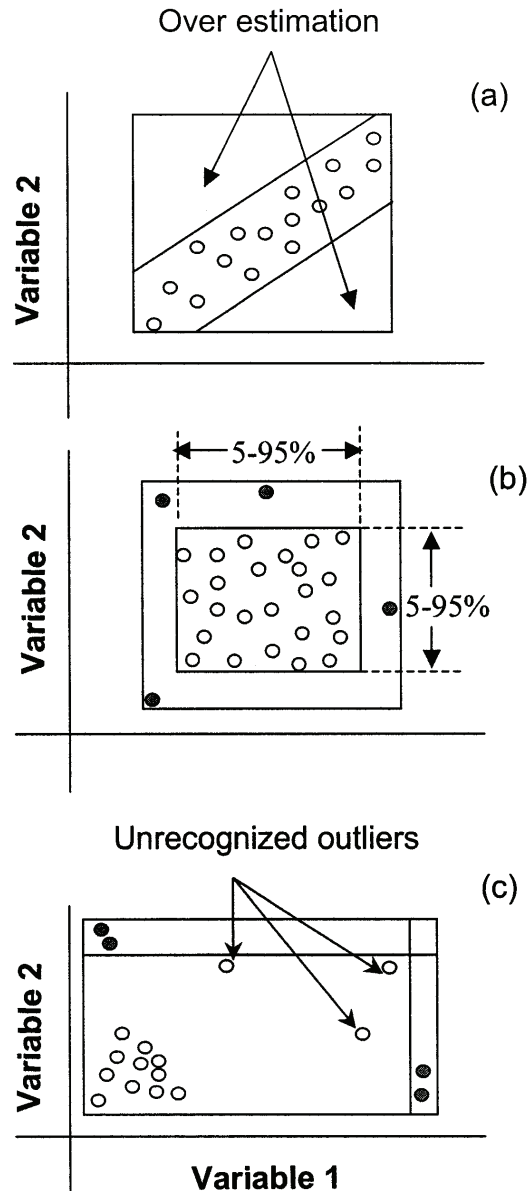 Over estimation
(a)
Variable 2
5-95%
(b)
5-95%
Variable 2
Unrecognized outliers
(c)
Variable 2
Variable 1